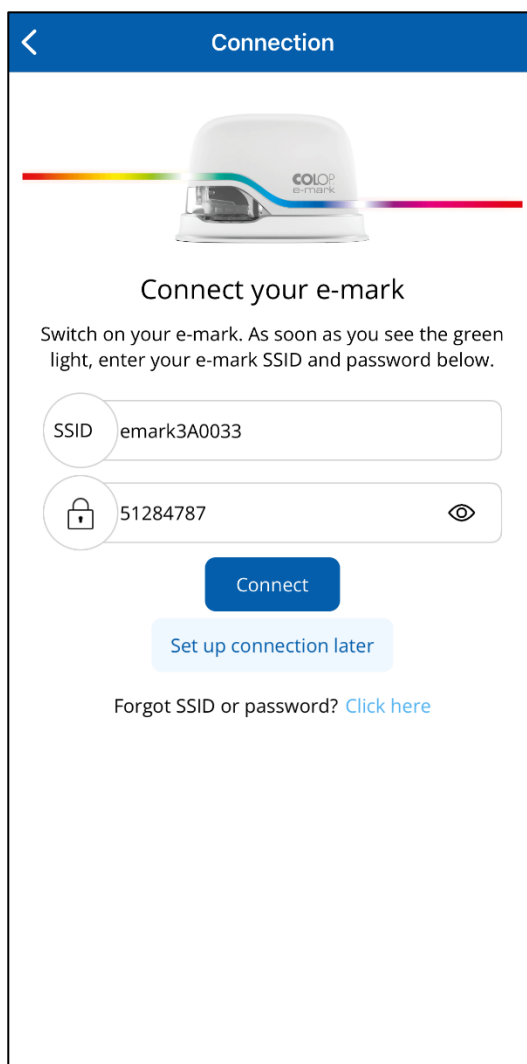 Connection
COLOP
e-mark
Connect your e-mark
Switch on your e-mark. As soon as you see the green
light, enter your e-mark SSID and password below.
SSID emark3A0033
51284787
Connect
Set up connection later
Forgot SSID or password? Click here